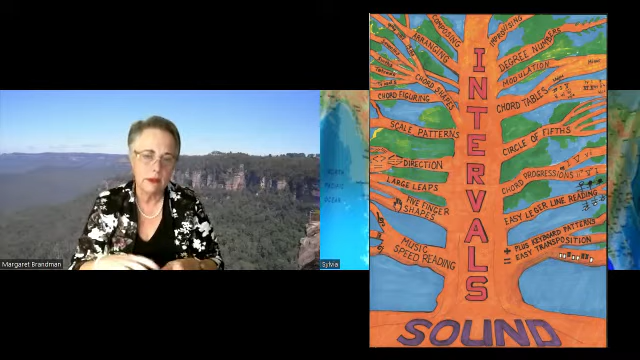 COMPOSING
IMPROVISING
ARRANGING
DEGREE NUMBERS
MODULATION
CHORD SHAPES
CHORD FIGURING
CHORD TABLES
SCALE PATTERNS
CIRCLE OF FIFTHS
DIRECTION
LARGE LEAPS
CHORD PROGRESSIONS
FIVE FINGER
SHAPES
EASY LEGER LINE READING
MUSIC
SPEED READING
+ PLUS KEYBOARD PATTERNS
= EASY TRANSPOSITION
INTERVALS
SOUND
Margaret Brandman
Sylvia